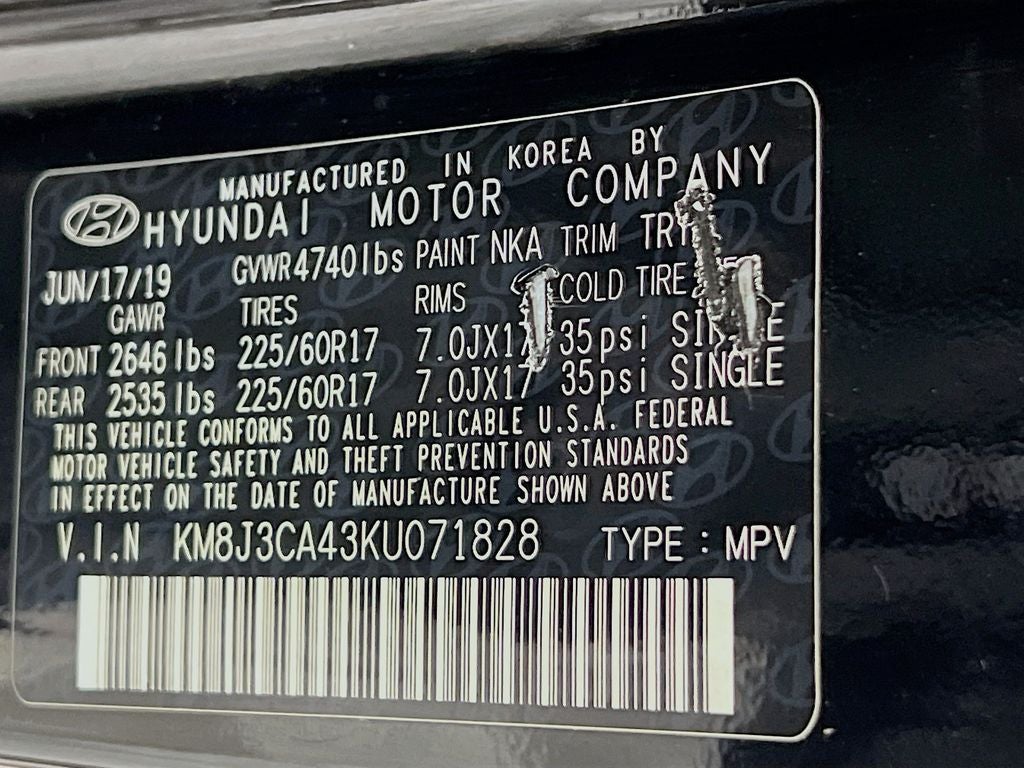 MANUFACTURED IN KOREA BY
HYUNDAI MOTOR COMPANY
JUN/17/19 GVWR 4740 lbs PAINT NKA TRIM
GAWR TIRES RIMS COLD TIRE
FRONT 2646 lbs 225/60R17 7.0JX17 35psi
REAR 2535 lbs 225/60R17 7.0JX17 35psi SINGLE
THIS VEHICLE CONFORMS TO ALL APPLICABLE U.S.A. FEDERAL
MOTOR VEHICLE SAFETY AND THEFT PREVENTION STANDARDS
IN EFFECT ON THE DATE OF MANUFACTURE SHOWN ABOVE
V.I.N KM8J3CA43KU071828 TYPE : MPV